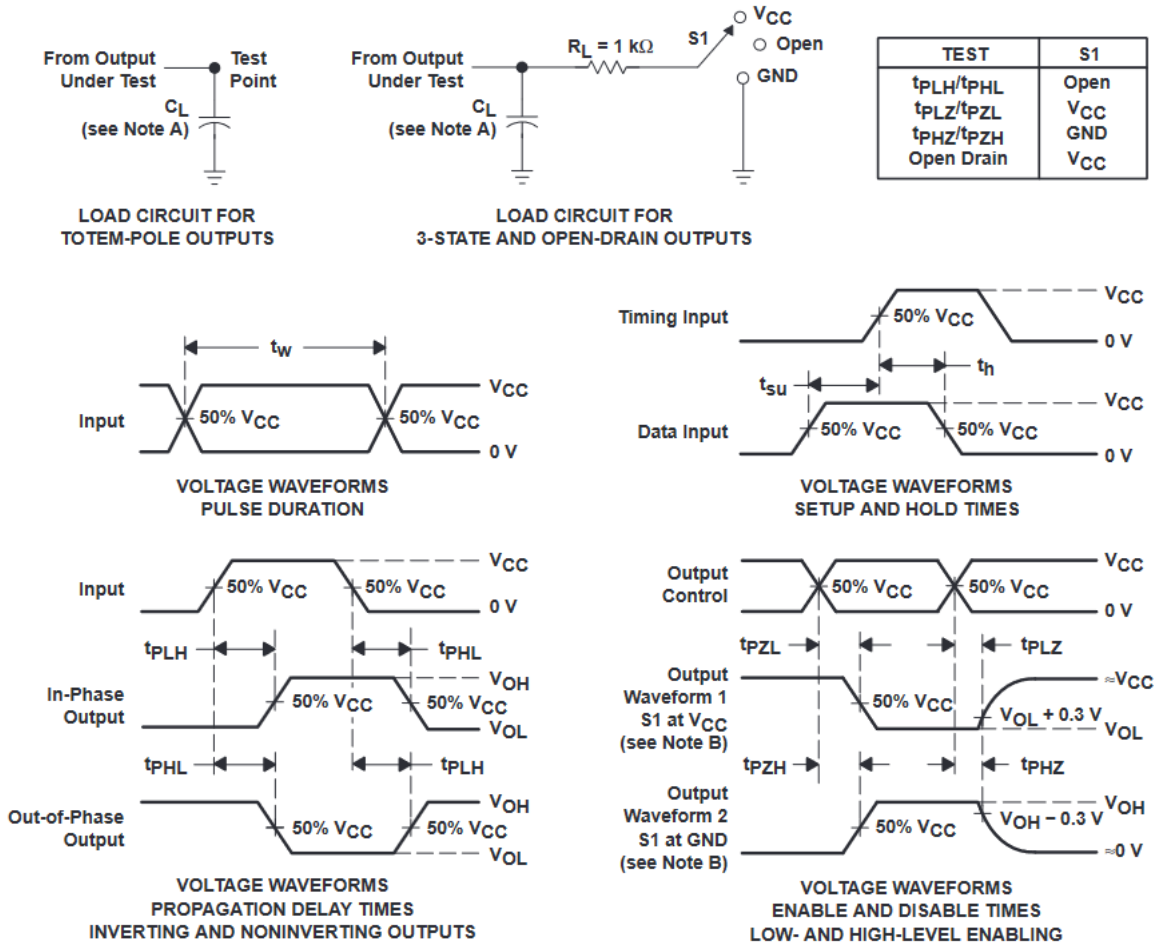 From Output
Under Test
Test
Point
CL
(see Note A)
LOAD CIRCUIT FOR
TOTEM-POLE OUTPUTS
From Output
Under Test
RL = 1 kΩ
S1
VCC
Open
GND
CL
(see Note A)
LOAD CIRCUIT FOR
3-STATE AND OPEN-DRAIN OUTPUTS
TEST S1
tPLH/tPHL Open
tPLZ/tPZL VCC
tPHZ/tPZH GND
Open Drain VCC
tw
Input
50% VCC
50% VCC
VCC
0 V
VOLTAGE WAVEFORMS
PULSE DURATION
Timing Input
50% VCC
VCC
0 V
tsu
th
Data Input
50% VCC
50% VCC
VCC
0 V
VOLTAGE WAVEFORMS
SETUP AND HOLD TIMES
Input
50% VCC
50% VCC
VCC
0 V
tPLH
tPHL
In-Phase
Output
50% VCC
50% VCC
VOH
VOL
tPHL
tPLH
Out-of-Phase
Output
50% VCC
50% VCC
VOH
VOL
VOLTAGE WAVEFORMS
PROPAGATION DELAY TIMES
INVERTING AND NONINVERTING OUTPUTS
Output
Control
50% VCC
50% VCC
VCC
0 V
tPZL
tPLZ
Output
Waveform 1
S1 at VCC
(see Note B)
50% VCC
VOL + 0.3 V
≈VCC
VOL
tPZH
tPHZ
Output
Waveform 2
S1 at GND
(see Note B)
50% VCC
VOH − 0.3 V
VOH
≈0 V
VOLTAGE WAVEFORMS
ENABLE AND DISABLE TIMES
LOW- AND HIGH-LEVEL ENABLING